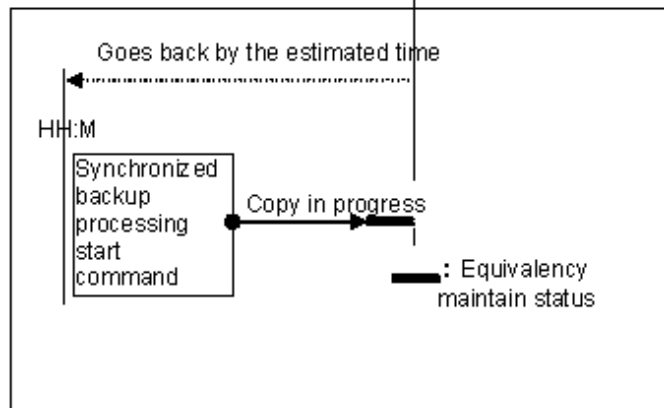 Goes back by the estimated time
HH:M
Synchronized
backup
processing
start
command
Copy in progress
: Equivalency
maintain status